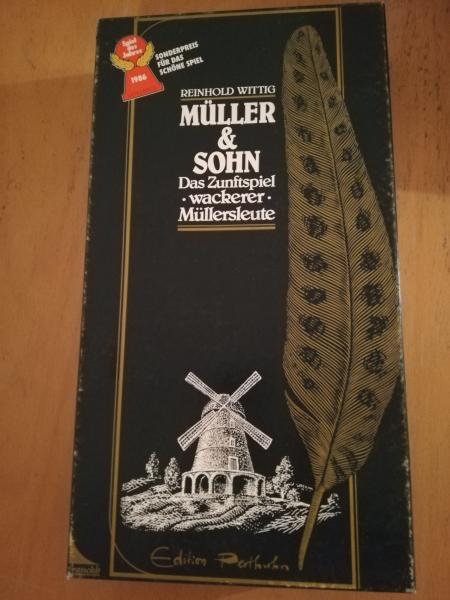 Spiel
des
Jahres
1986
SONDERPREIS
FÜR DAS
SCHÖNE SPIEL
REINHOLD WITTIG
MÜLLER
&
SOHN
Das Zunftspiel
· wackerer ·
Müllersleute
Edition Perlhuhn
franckh